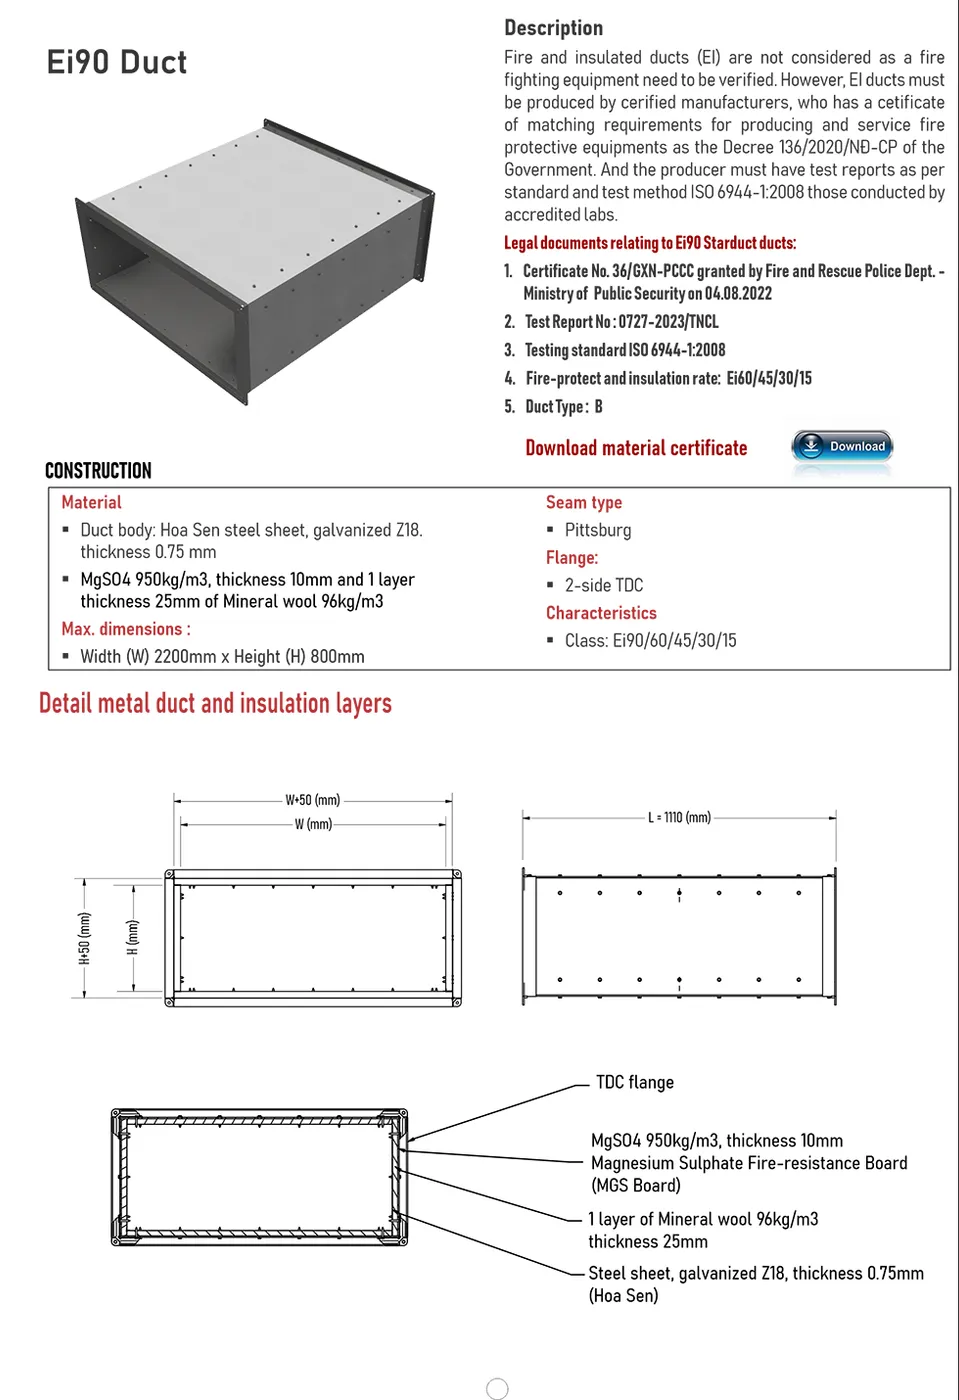 Ei90 Duct
Description
Fire and insulated ducts (EI) are not considered as a fire
fighting equipment need to be verified. However, EI ducts must
be produced by cerified manufacturers, who has a cetificate
of matching requirements for producing and service fire
protective equipments as the Decree 136/2020/NĐ-CP of the
Government. And the producer must have test reports as per
standard and test method ISO 6944-1:2008 those conducted by
accredited labs.
Legal documents relating to Ei90 Starduct ducts:
1. Certificate No. 36/GXN-PCCC granted by Fire and Rescue Police Dept. -
Ministry of Public Security on 04.08.2022
2. Test Report No : 0727-2023/TNCL
3. Testing standard ISO 6944-1:2008
4. Fire-protect and insulation rate: Ei60/45/30/15
5. Duct Type : B
Download material certificate
Download
CONSTRUCTION
Material
▪ Duct body: Hoa Sen steel sheet, galvanized Z18.
thickness 0.75 mm
▪ MgSO4 950kg/m3, thickness 10mm and 1 layer
thickness 25mm of Mineral wool 96kg/m3
Max. dimensions :
▪ Width (W) 2200mm x Height (H) 800mm
Seam type
▪ Pittsburg
Flange:
▪ 2-side TDC
Characteristics
▪ Class: Ei90/60/45/30/15
Detail metal duct and insulation layers
W+50 (mm)
W (mm)
H+50 (mm)
H (mm)
L = 1110 (mm)
TDC flange
MgSO4 950kg/m3, thickness 10mm
Magnesium Sulphate Fire-resistance Board
(MGS Board)
1 layer of Mineral wool 96kg/m3
thickness 25mm
Steel sheet, galvanized Z18, thickness 0.75mm
(Hoa Sen)